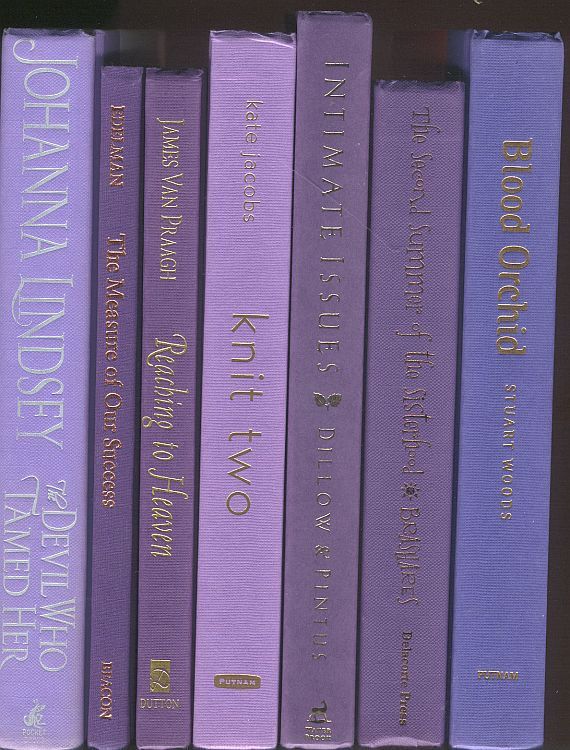 JOHANNA LINDSEY
THE DEVIL WHO
TAMED HER
POCKET
EDELMAN
The Measure of Our Success
BEACON
JAMES VAN PRAAGH
Reaching to Heaven
DUTTON
kate jacobs
knit two
PUTNAM
INTIMATE ISSUES
DILLOW & PINTUS
The Second Summer of the Sisterhood
BRASHARES
Delacorte Press
Blood Orchid
STUART WOODS
PUTNAM